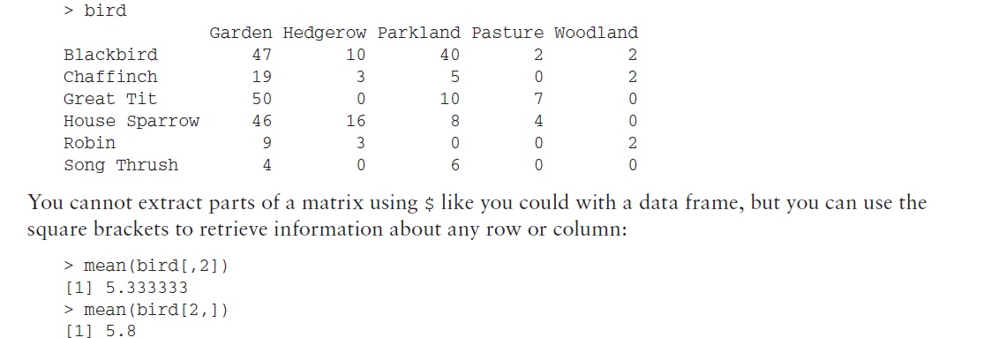 > bird
Garden Hedgerow Parkland Pasture Woodland
Blackbird 47 10 40 2 2
Chaffinch 19 3 5 0 2
Great Tit 50 0 10 7 0
House Sparrow 46 16 8 4 0
Robin 9 3 0 0 2
Song Thrush 4 0 6 0 0
You cannot extract parts of a matrix using $ like you could with a data frame, but you can use the
square brackets to retrieve information about any row or column:
> mean(bird[,2])
[1] 5.333333
> mean(bird[2,])
[1] 5.8